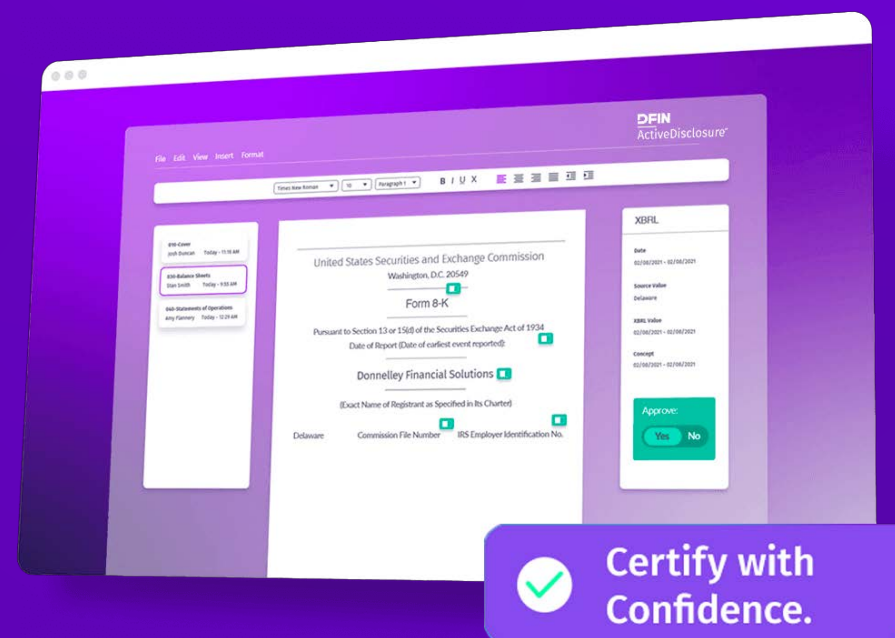 DFIN
ActiveDisclosure
File Edit View Insert Format
Times New Roman 10 Paragraph 1 B I U X
010-Cover
Josh Duncan Today - 11:10 AM
030-Balance Sheets
Stan Smith Today - 9:50 AM
040-Statements of Operations
Amy Flannery Today - 12:29 AM
United States Securities and Exchange Commission
Washington, D.C. 20549
Form 8-K
Pursuant to Section 13 or 15(d) of the Securities Exchange Act of 1934
Date of Report (Date of earliest event reported):
Donnelley Financial Solutions
(Exact Name of Registrant as Specified in Its Charter)
Delaware Commission File Number IRS Employer Identification No.
XBRL
Date
02/08/2021 - 02/08/2021
Source Value
Delaware
XBRL Value
02/08/2021 - 02/08/2021
Concept
02/08/2021 - 02/08/2021
Approve:
Yes No
Certify with
Confidence.